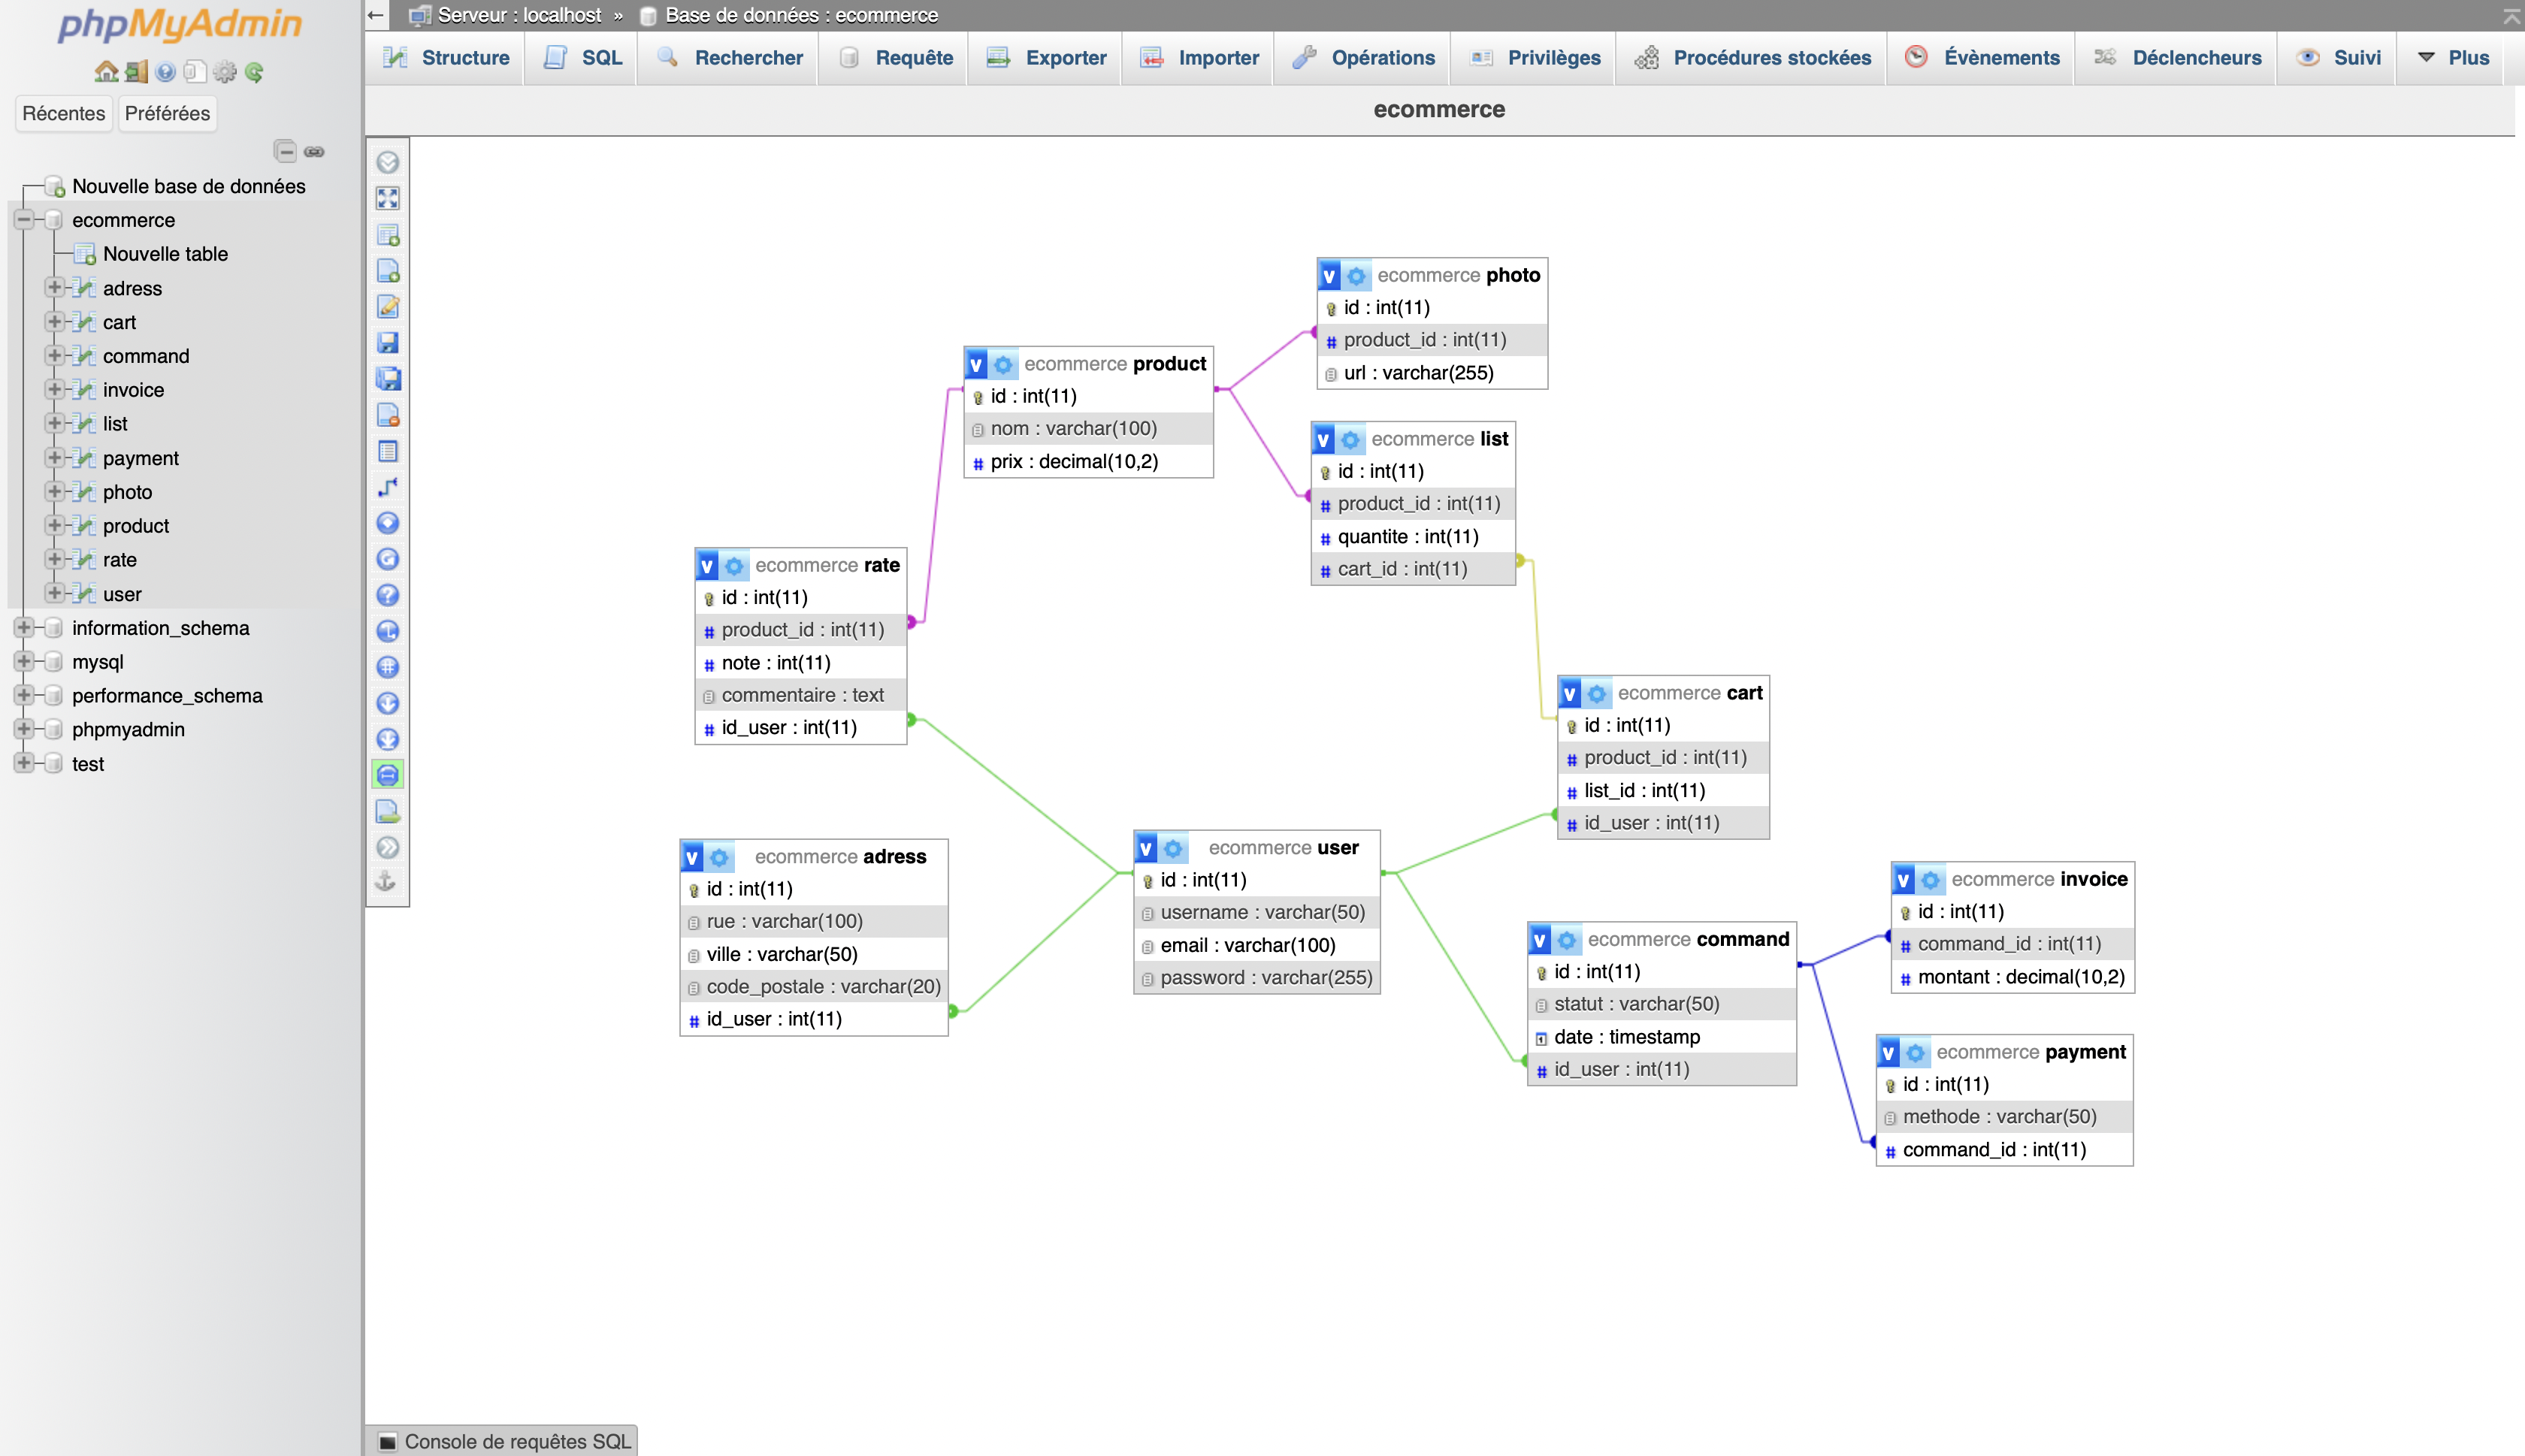 phpMyAdmin
Récentes
Préférées
Nouvelle base de données
ecommerce
Nouvelle table
adress
cart
command
invoice
list
payment
photo
product
rate
user
information_schema
mysql
performance_schema
phpmyadmin
test
Serveur : localhost » Base de données : ecommerce
Structure SQL Rechercher Requête Exporter Importer Opérations Privilèges Procédures stockées Évènements Déclencheurs Suivi Plus
ecommerce
v ecommerce photo
id : int(11)
# product_id : int(11)
url : varchar(255)
v ecommerce product
id : int(11)
nom : varchar(100)
# prix : decimal(10,2)
v ecommerce list
id : int(11)
# product_id : int(11)
# quantite : int(11)
# cart_id : int(11)
v ecommerce rate
id : int(11)
# product_id : int(11)
# note : int(11)
commentaire : text
# id_user : int(11)
v ecommerce cart
id : int(11)
# product_id : int(11)
# list_id : int(11)
# id_user : int(11)
v ecommerce adress
id : int(11)
rue : varchar(100)
ville : varchar(50)
code_postale : varchar(20)
# id_user : int(11)
v ecommerce user
id : int(11)
username : varchar(50)
email : varchar(100)
password : varchar(255)
v ecommerce command
id : int(11)
statut : varchar(50)
date : timestamp
# id_user : int(11)
v ecommerce invoice
id : int(11)
# command_id : int(11)
# montant : decimal(10,2)
v ecommerce payment
id : int(11)
methode : varchar(50)
# command_id : int(11)
Console de requêtes SQL